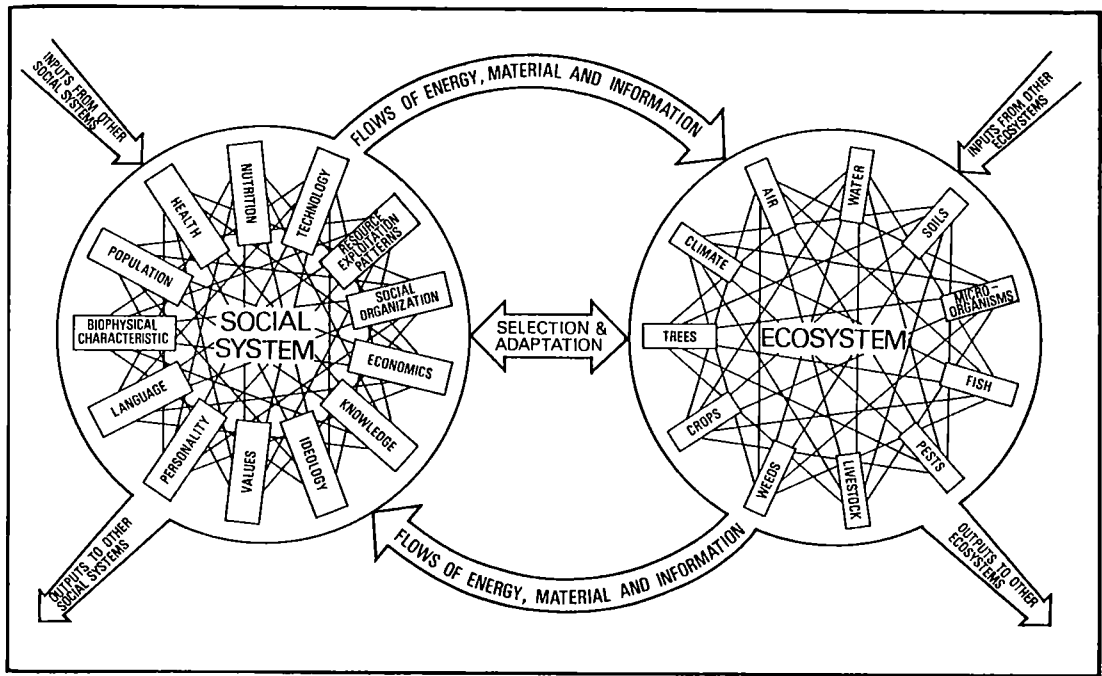 INPUTS FROM OTHER
SOCIAL SYSTEMS
FLOWS OF ENERGY, MATERIAL AND INFORMATION
INPUTS FROM OTHER
ECOSYSTEMS
NUTRITION
TECHNOLOGY
HEALTH
RESOURCE
EXPLOITATION
PATTERNS
POPULATION
SOCIAL
ORGANIZATION
BIOPHYSICAL
CHARACTERISTIC
SOCIAL
SYSTEM
ECONOMICS
LANGUAGE
KNOWLEDGE
PERSONALITY
VALUES
IDEOLOGY
SELECTION &
ADAPTATION
AIR
WATER
SOILS
CLIMATE
MICRO-
ORGANISMS
TREES
ECOSYSTEM
FISH
CROPS
PESTS
WEEDS
LIVESTOCK
OUTPUTS TO OTHER
SOCIAL SYSTEMS
FLOWS OF ENERGY, MATERIAL AND INFORMATION
OUTPUTS TO OTHER
ECOSYSTEMS